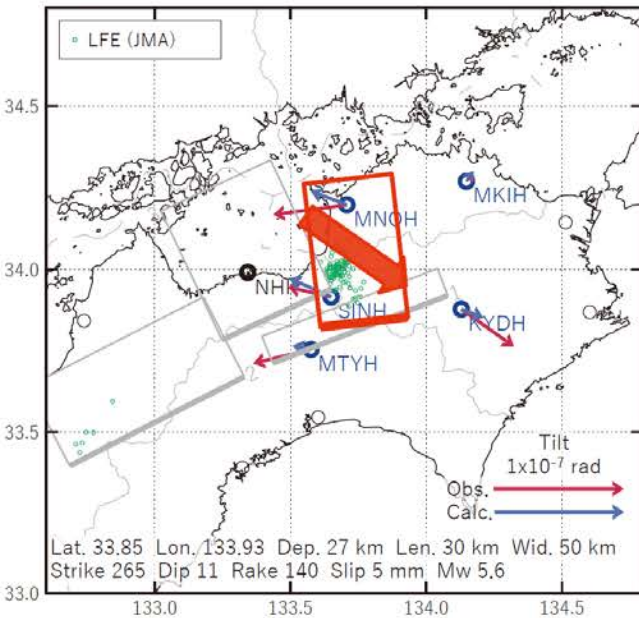 LFE (JMA)
34.5
MKIH
MNOH
34.0
NHI
SINH
KYDH
MTYH
33.5
Tilt
1x10⁻⁷ rad
Obs.
Calc.
Lat. 33.85 Lon. 133.93 Dep. 27 km Len. 30 km Wid. 50 km
Strike 265 Dip 11 Rake 140 Slip 5 mm Mw 5.6
33.0
133.0 133.5 134.0 134.5